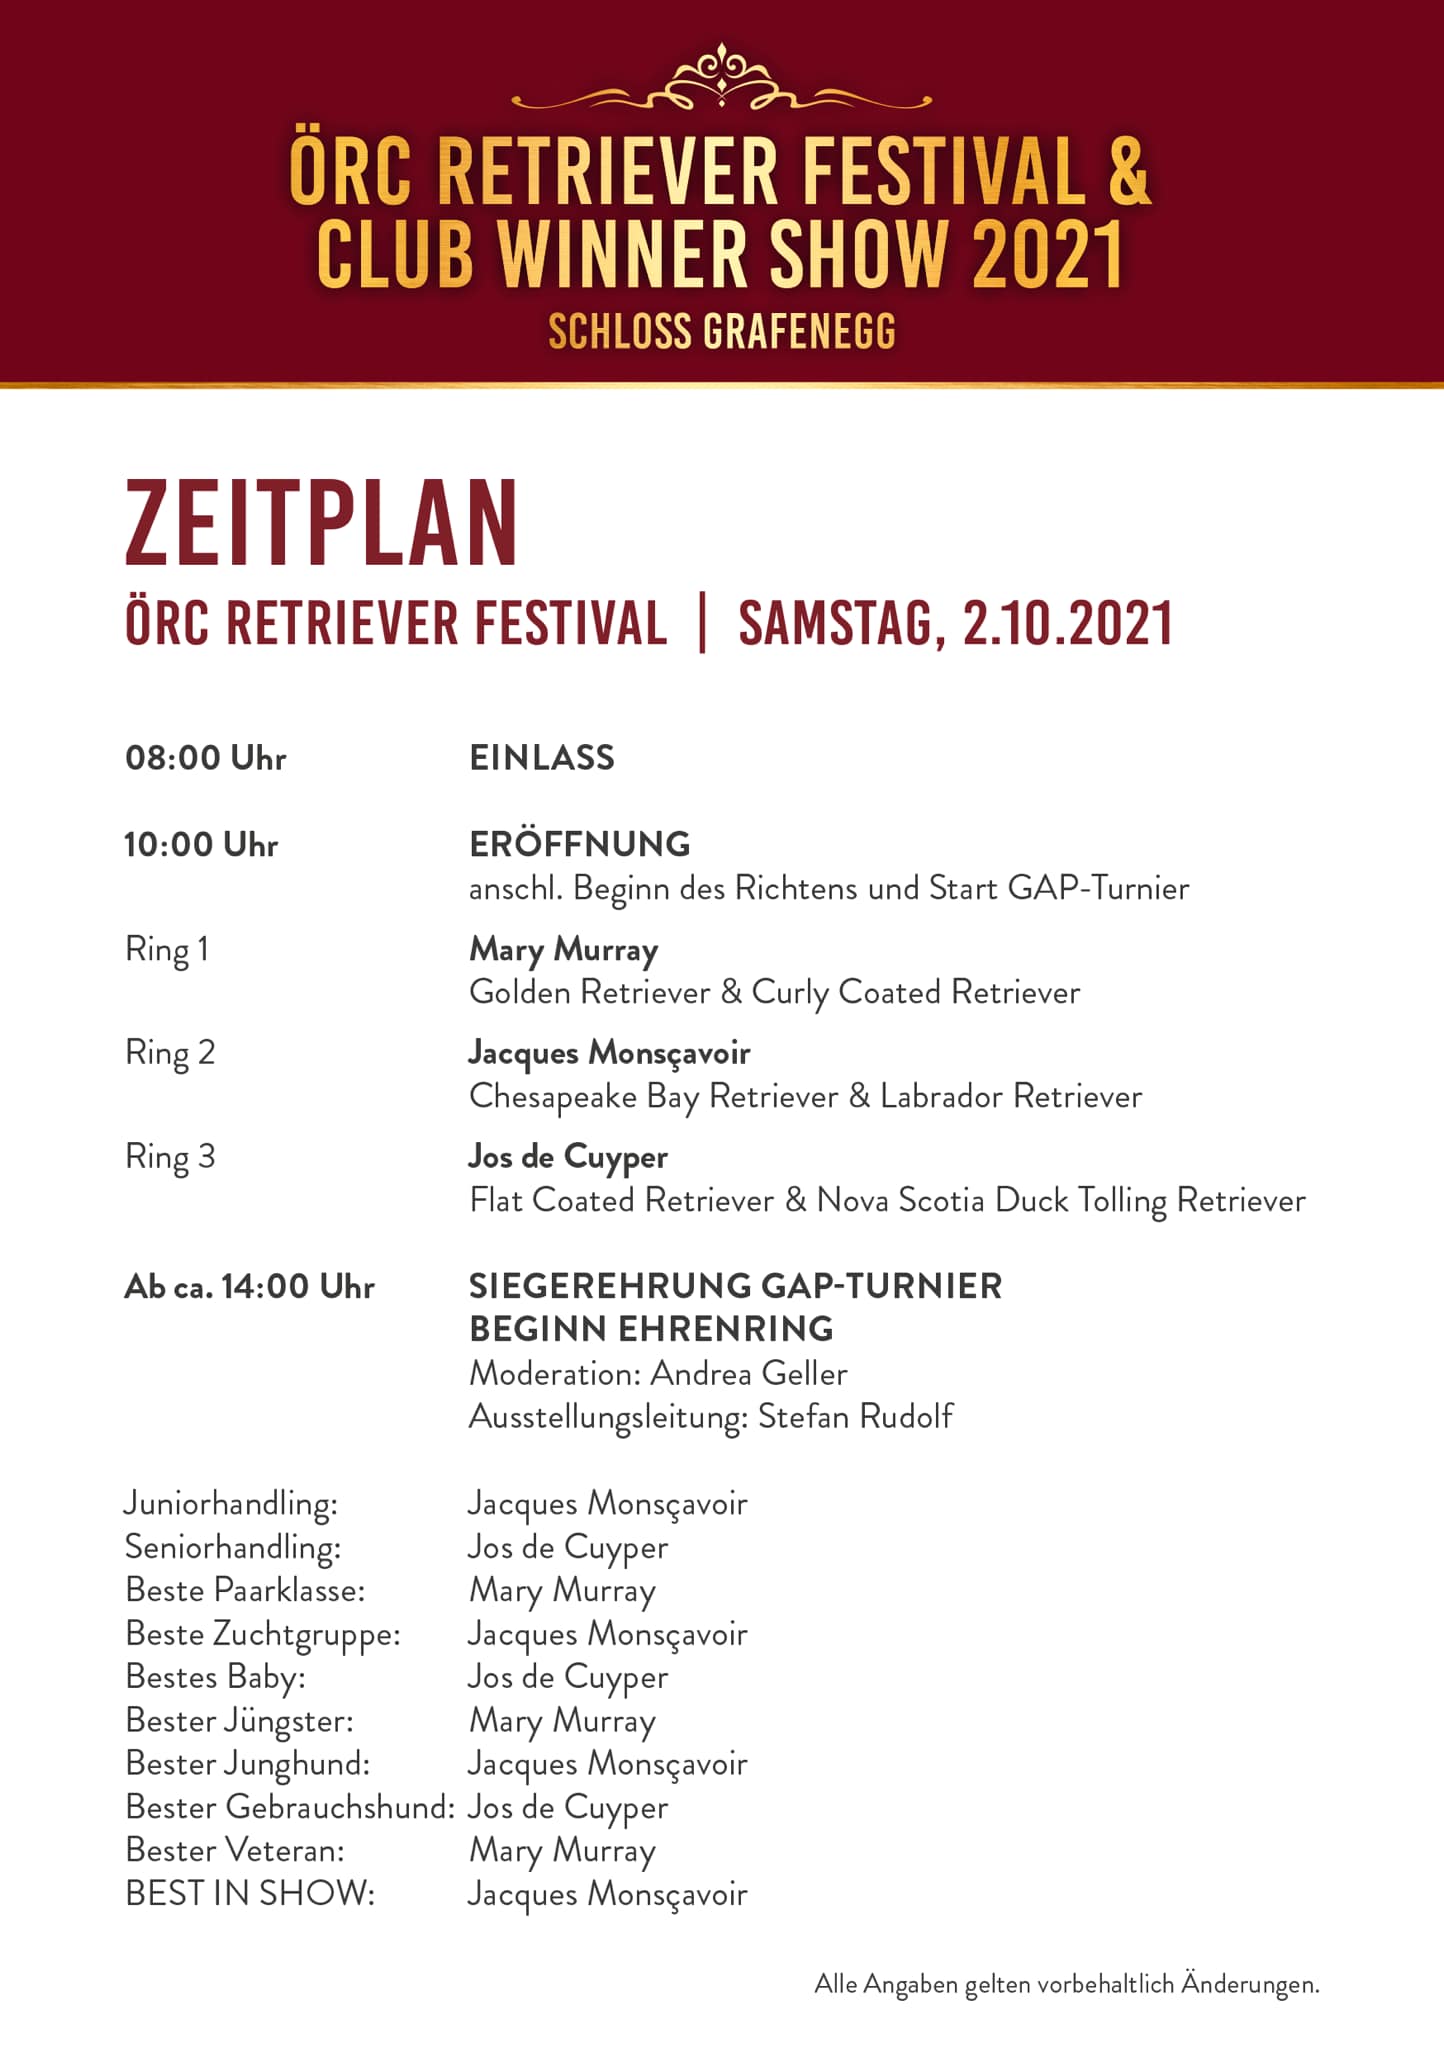 ÖRC RETRIEVER FESTIVAL &
CLUB WINNER SHOW 2021
SCHLOSS GRAFENEGG
ZEITPLAN
ÖRC RETRIEVER FESTIVAL | SAMSTAG, 2.10.2021
08:00 Uhr EINLASS
10:00 Uhr ERÖFFNUNG
anschl. Beginn des Richtens und Start GAP-Turnier
Ring 1 Mary Murray
Golden Retriever & Curly Coated Retriever
Ring 2 Jacques Monsçavoir
Chesapeake Bay Retriever & Labrador Retriever
Ring 3 Jos de Cuyper
Flat Coated Retriever & Nova Scotia Duck Tolling Retriever
Ab ca. 14:00 Uhr SIEGEREHRUNG GAP-TURNIER
BEGINN EHRENRING
Moderation: Andrea Geller
Ausstellungsleitung: Stefan Rudolf
Juniorhandling: Jacques Monsçavoir
Seniorhandling: Jos de Cuyper
Beste Paarklasse: Mary Murray
Beste Zuchtgruppe: Jacques Monsçavoir
Bestes Baby: Jos de Cuyper
Bester Jüngster: Mary Murray
Bester Junghund: Jacques Monsçavoir
Bester Gebrauchshund: Jos de Cuyper
Bester Veteran: Mary Murray
BEST IN SHOW: Jacques Monsçavoir
Alle Angaben gelten vorbehaltlich Änderungen.